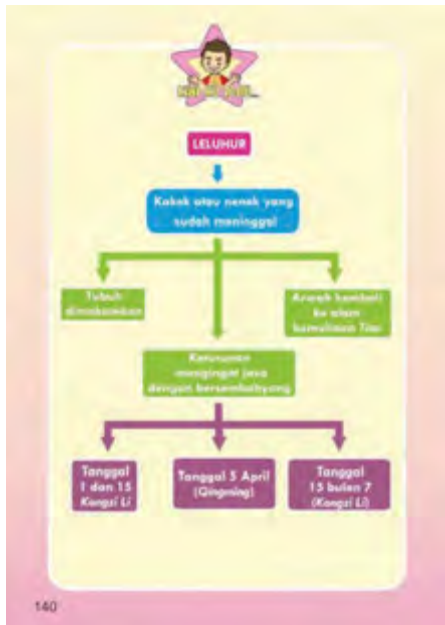 LELUHUR
Kakek atau nenek yang
sudah meninggal
Tubuh
dimakamkan
Arwah kembali
ke alam
kemuliaan Tian
Keturunan
mengingat jasa
dengan bersembahyang
Tanggal
1 dan 15
Kongzi Li
Tanggal 5 April
(Qingming)
Tanggal
15 bulan 7
(Kongzi Li)
140